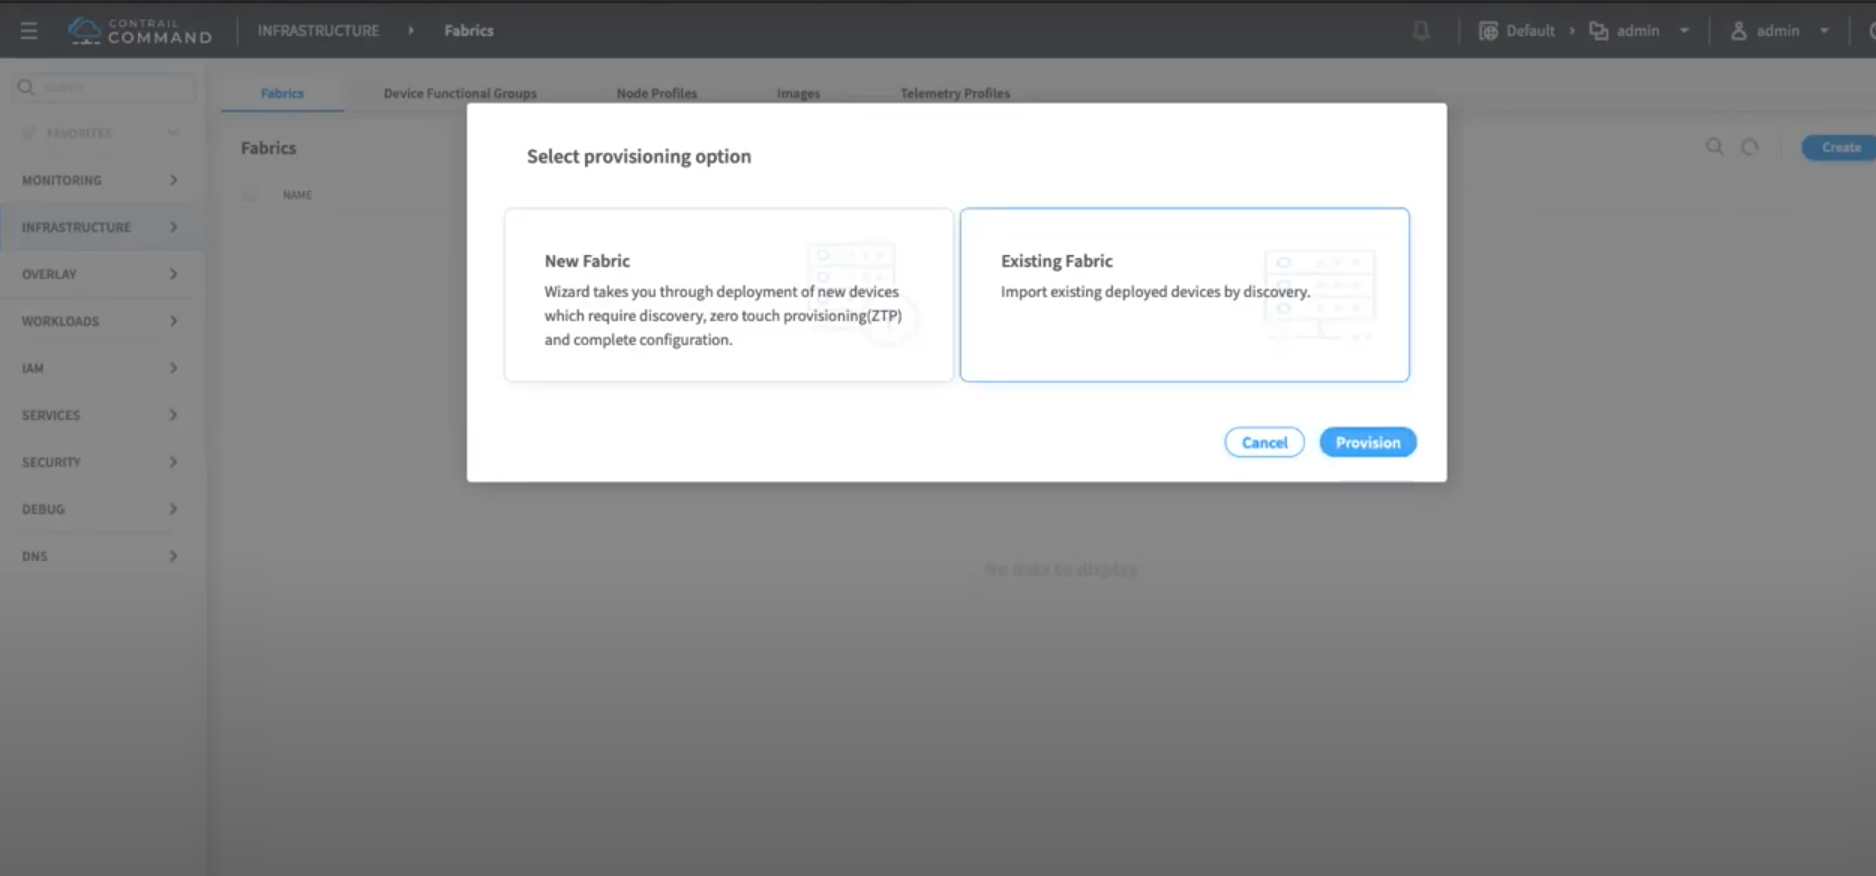 CONTRAIL
COMMAND
INFRASTRUCTURE
Fabrics
Default
admin
admin
Search
FAVORITES
MONITORING
INFRASTRUCTURE
OVERLAY
WORKLOADS
IAM
SERVICES
SECURITY
DEBUG
DNS
Fabrics
Device Functional Groups
Node Profiles
Images
Telemetry Profiles
Fabrics
Create
NAME
Select provisioning option
New Fabric
Wizard takes you through deployment of new devices
which require discovery, zero touch provisioning(ZTP)
and complete configuration.
Existing Fabric
Import existing deployed devices by discovery.
Cancel
Provision
No data to display